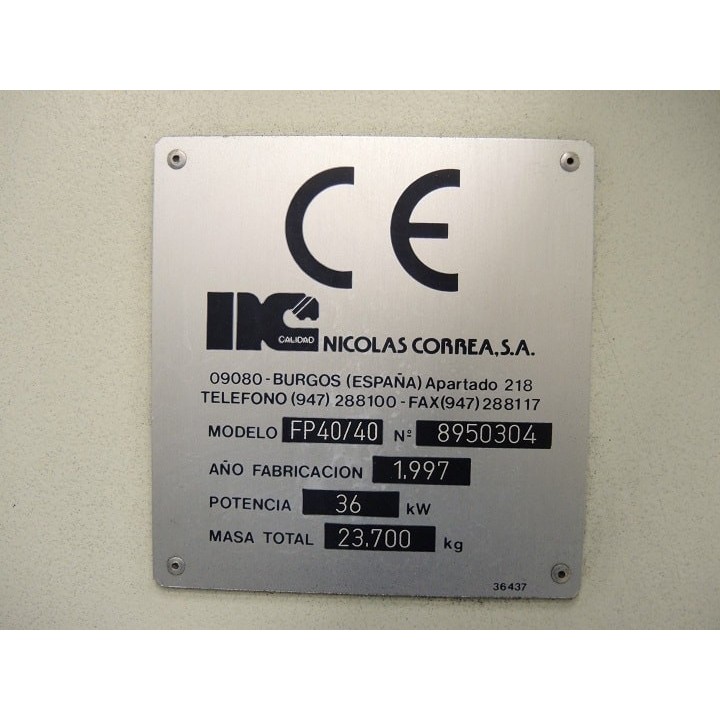 CE
nc
CALIDAD
NICOLAS CORREA, S.A.
09080-BURGOS (ESPAÑA) Apartado 218
TELEFONO (947) 288100-FAX(947)288117
MODELO FP40/40 Nº 8950304
AÑO FABRICACION 1.997
POTENCIA 36 kW
MASA TOTAL 23.700 kg
36437